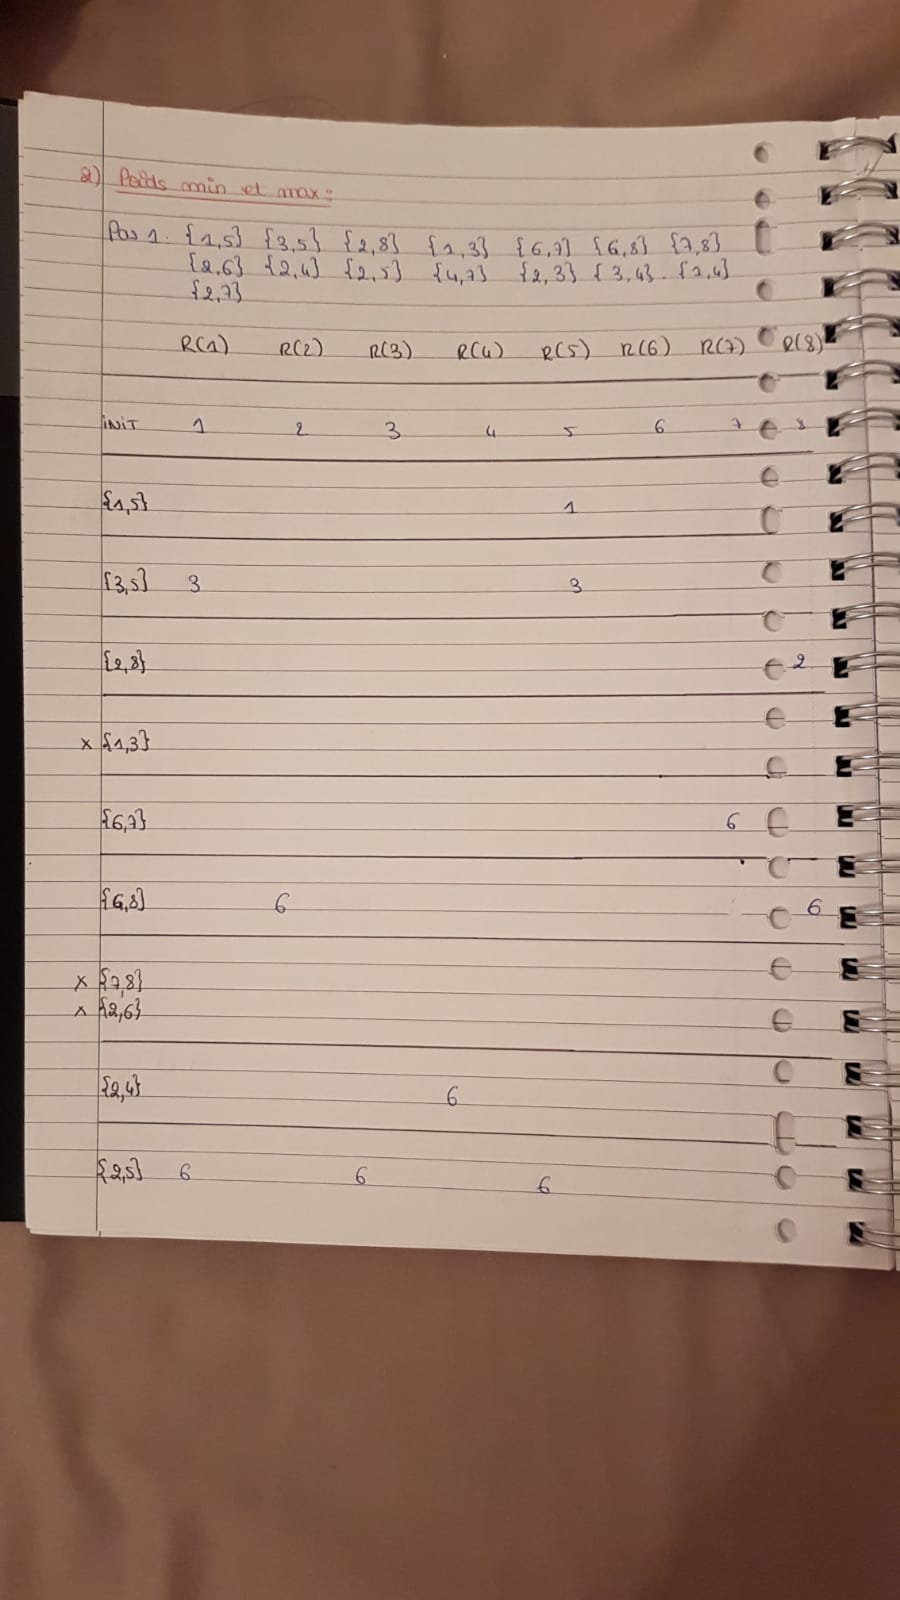 2) Poids min et max:
Pas 1. {1,5} {3,5} {2,8} {1,3} {6,7} {6,8} {7,8}
{2,6} {2,4} {2,5} {4,7} {2,3} {3,4}. {1,4}
{2,7}
R(1) R(2) R(3) R(4) R(5) R(6) R(7) R(8)
INIT 1 2 3 4 5 6 7 8
{1,5} 1
{3,5} 3 3
{2,8} 2
x {1,3}
{6,7} 6
{6,8} 6 6
x {7,8}
x {2,6}
{2,4} 6
{2,5} 6 6 6